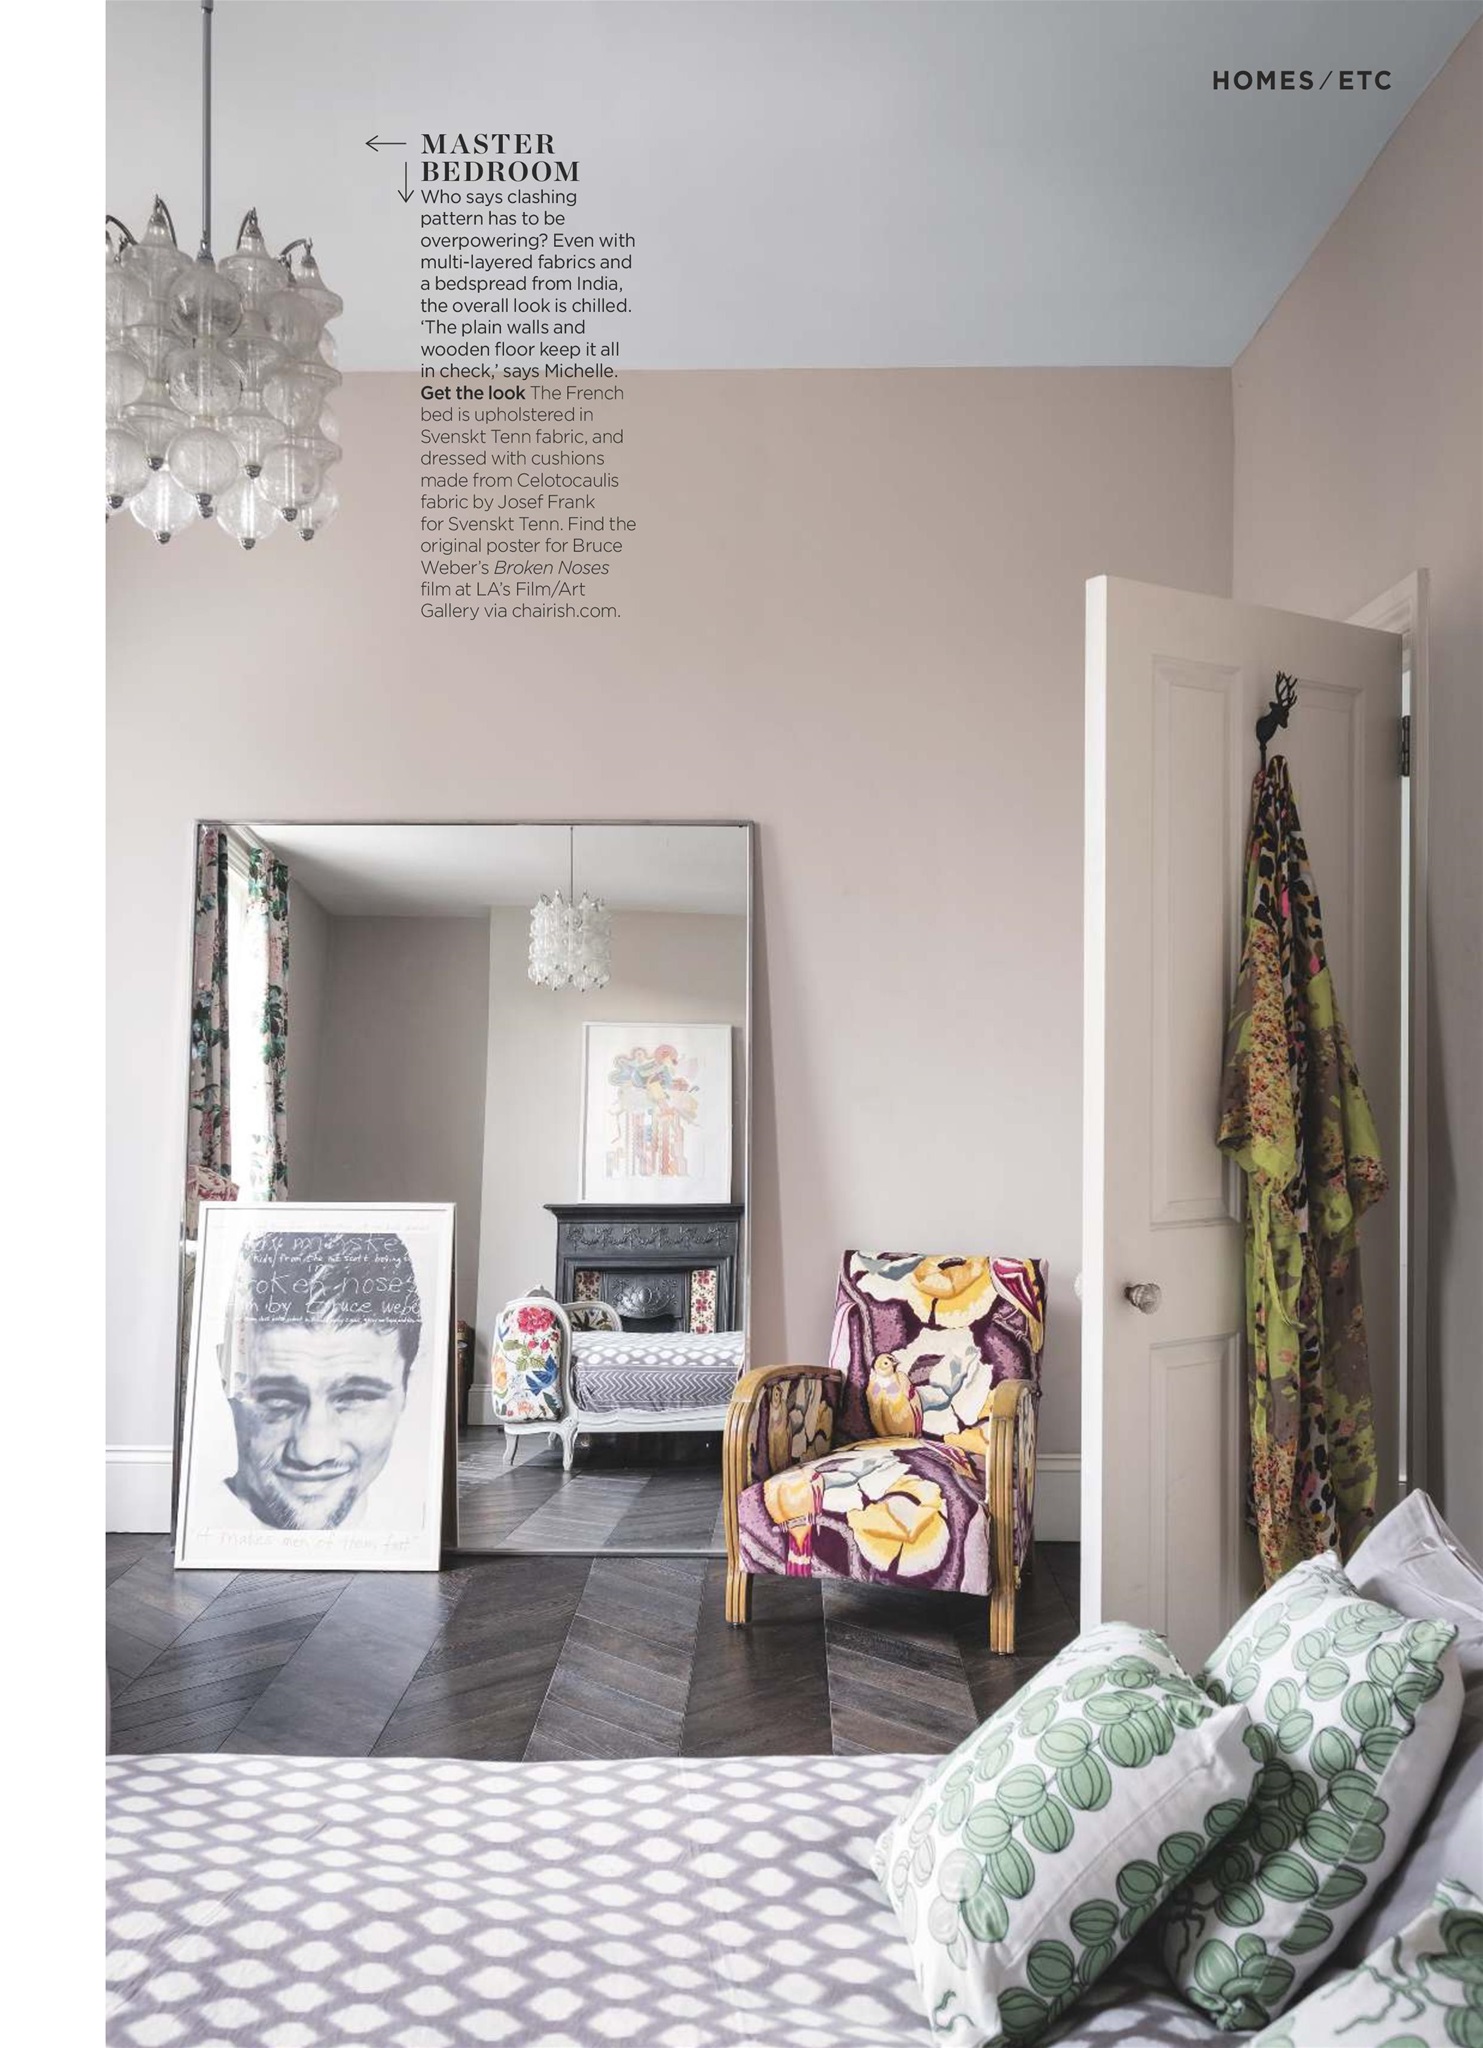 HOMES / ETC
MASTER
BEDROOM
Who says clashing
pattern has to be
overpowering? Even with
multi-layered fabrics and
a bedspread from India,
the overall look is chilled.
‘The plain walls and
wooden floor keep it all
in check,’ says Michelle.
Get the look The French
bed is upholstered in
Svenskt Tenn fabric, and
dressed with cushions
made from Celotocaulis
fabric by Josef Frank
for Svenskt Tenn. Find the
original poster for Bruce
Weber’s Broken Noses
film at LA’s Film/Art
Gallery via chairish.com.
roken noses
by Bruce webe
it makes men of them fast"